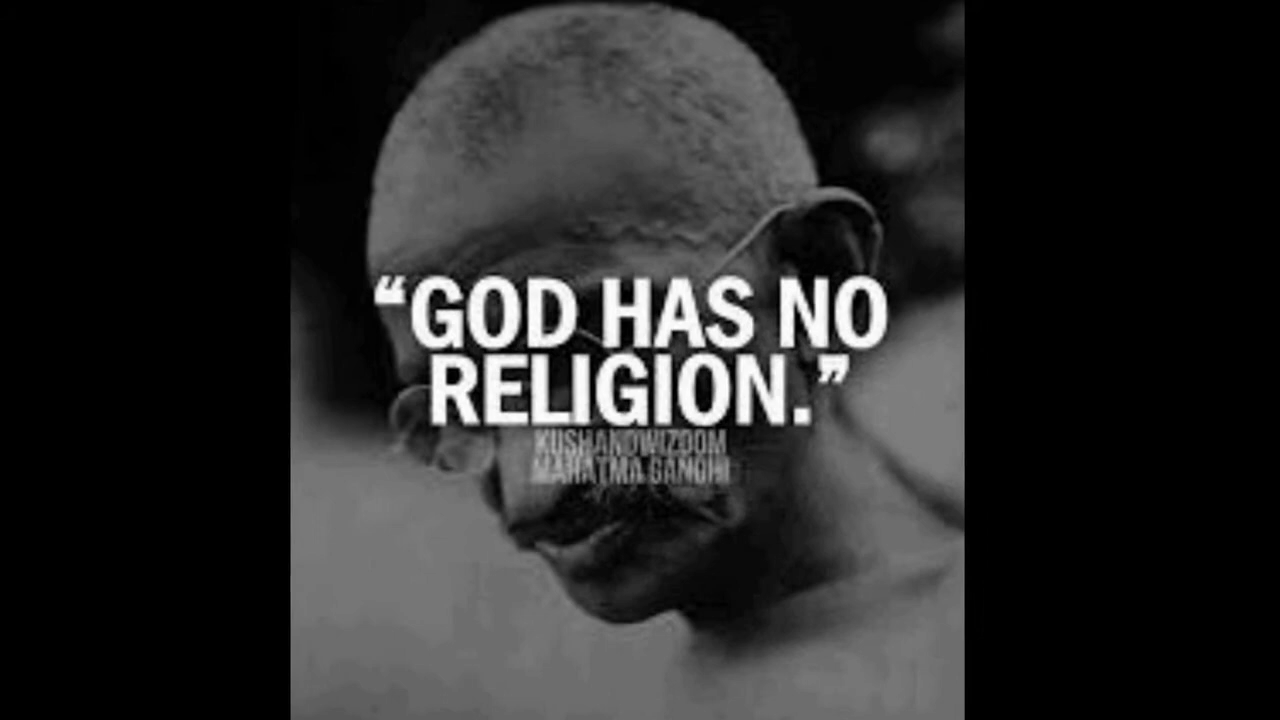 “GOD HAS NO
RELIGION.”
KUSHANDWIZDOM
MAHATMA GANDHI